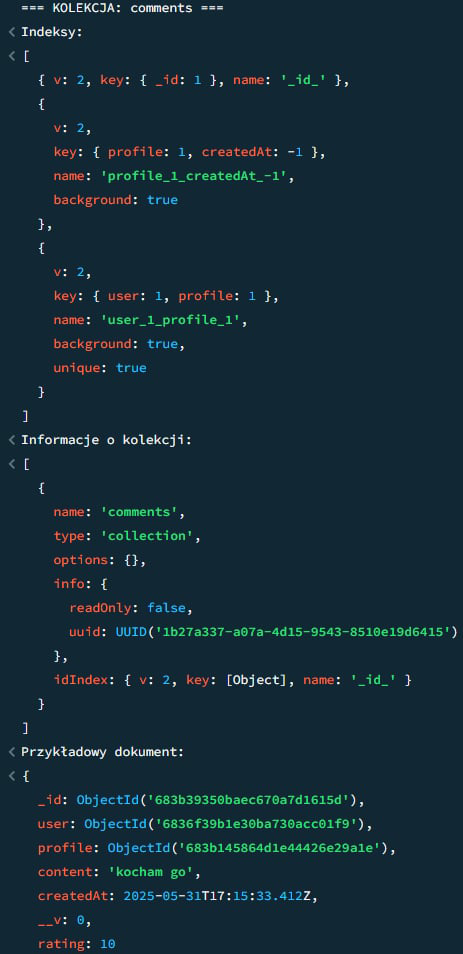 === KOLEKCJA: comments ===
< Indeksy:
< [
{ v: 2, key: { _id: 1 }, name: '_id_' },
{
v: 2,
key: { profile: 1, createdAt: -1 },
name: 'profile_1_createdAt_-1',
background: true
},
{
v: 2,
key: { user: 1, profile: 1 },
name: 'user_1_profile_1',
background: true,
unique: true
}
]
< Informacje o kolekcji:
< [
{
name: 'comments',
type: 'collection',
options: {},
info: {
readOnly: false,
uuid: UUID('1b27a337-a07a-4d15-9543-8510e19d6415')
},
idIndex: { v: 2, key: [Object], name: '_id_' }
}
]
< Przykładowy dokument:
< {
_id: ObjectId('683b39350baec670a7d1615d'),
user: ObjectId('6836f39b1e30ba730acc01f9'),
profile: ObjectId('683b145864d1e44426e29a1e'),
content: 'kocham go',
createdAt: 2025-05-31T17:15:33.412Z,
__v: 0,
rating: 10